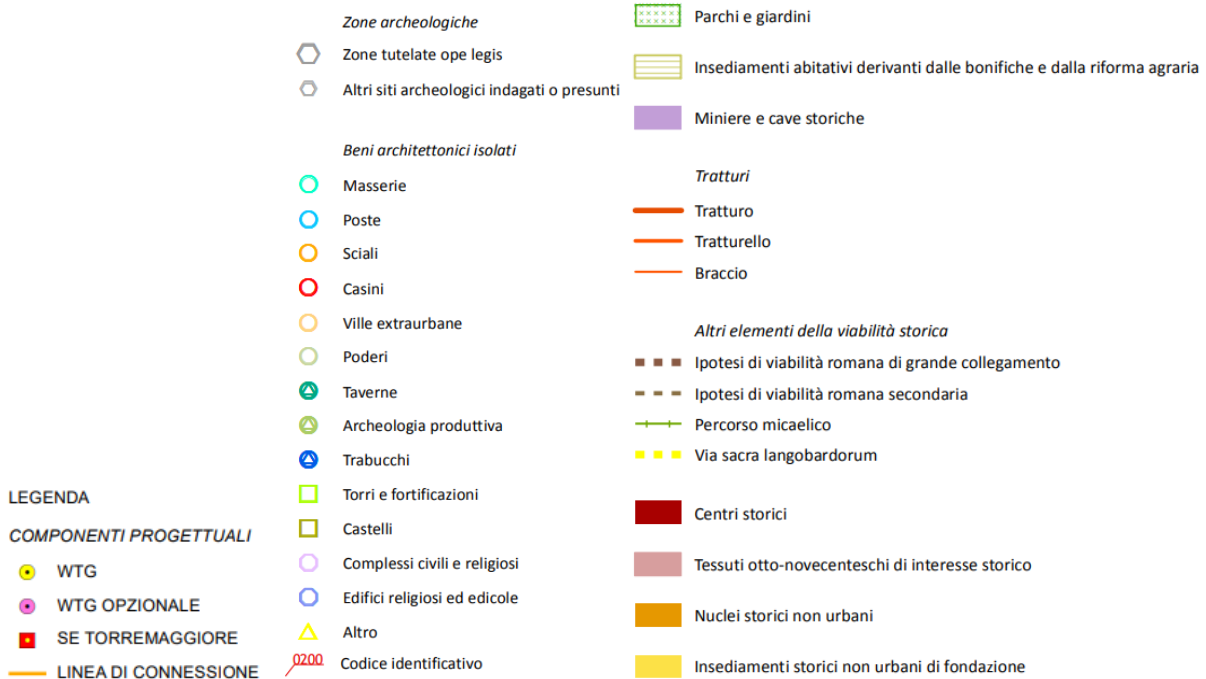 LEGENDA
COMPONENTI PROGETTUALI
WTG
WTG OPZIONALE
SE TORREMAGGIORE
LINEA DI CONNESSIONE
Zone archeologiche
Zone tutelate ope legis
Altri siti archeologici indagati o presunti
Beni architettonici isolati
Masserie
Poste
Sciali
Casini
Ville extraurbane
Poderi
Taverne
Archeologia produttiva
Trabucchi
Torri e fortificazioni
Castelli
Complessi civili e religiosi
Edifici religiosi ed edicole
Altro
0200 Codice identificativo
Parchi e giardini
Insediamenti abitativi derivanti dalle bonifiche e dalla riforma agraria
Miniere e cave storiche
Tratturi
Tratturo
Tratturello
Braccio
Altri elementi della viabilità storica
Ipotesi di viabilità romana di grande collegamento
Ipotesi di viabilità romana secondaria
Percorso micaelico
Via sacra langobardorum
Centri storici
Tessuti otto-novecenteschi di interesse storico
Nuclei storici non urbani
Insediamenti storici non urbani di fondazione